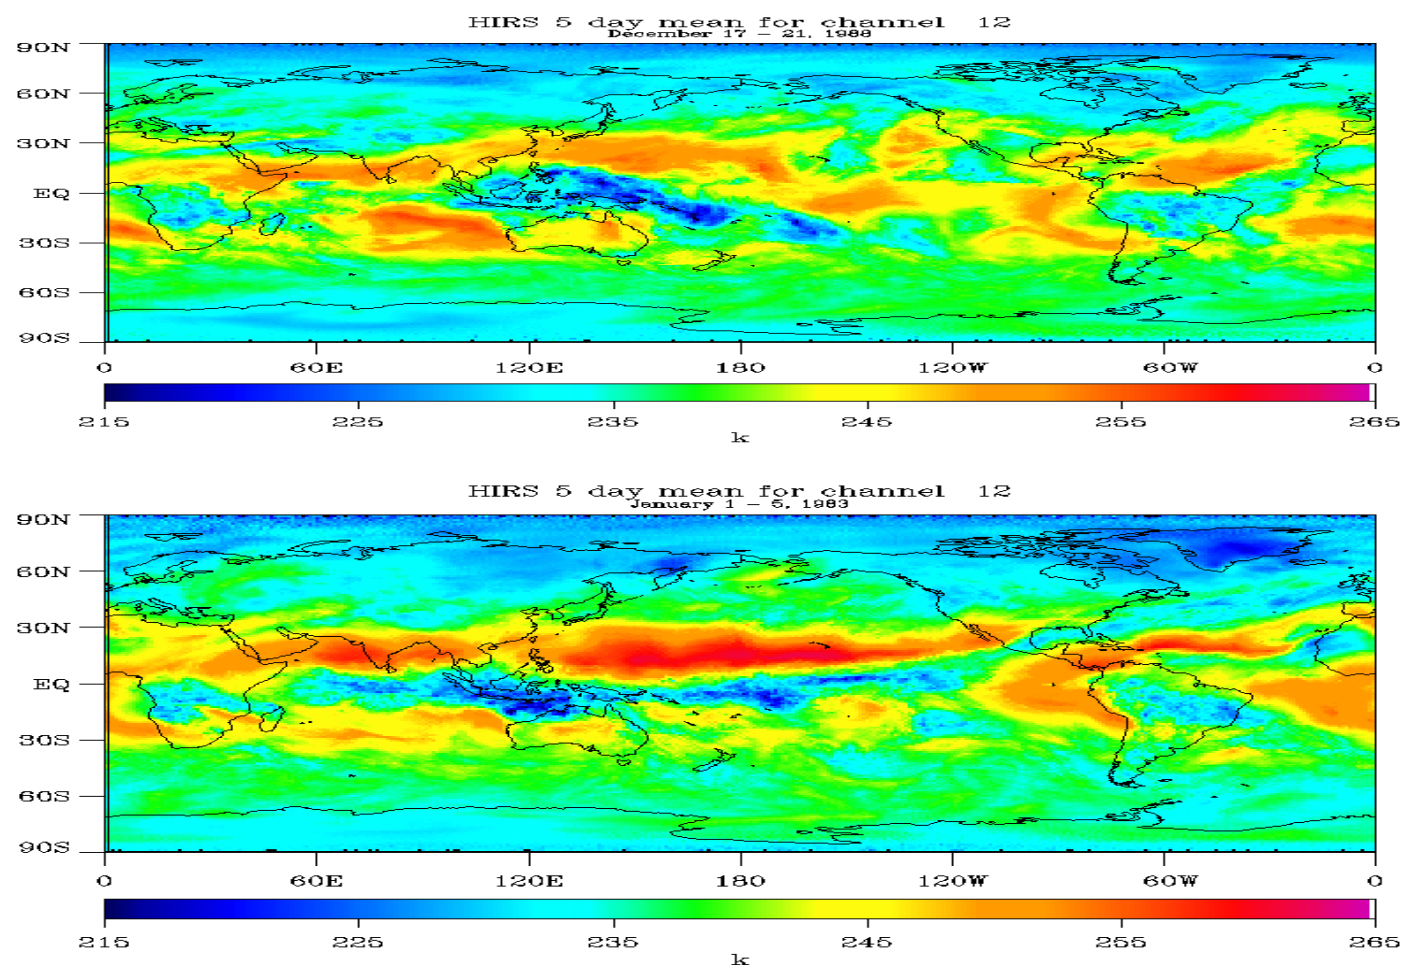 HIRS 5 day mean for channel 12
December 17 - 21, 1988
90N
60N
30N
EQ
30S
60S
90S
0 60E 120E 180 120W 60W 0
215 225 235 245 255 265
k
HIRS 5 day mean for channel 12
January 1 - 5, 1983
90N
60N
30N
EQ
30S
60S
90S
0 60E 120E 180 120W 60W 0
215 225 235 245 255 265
k